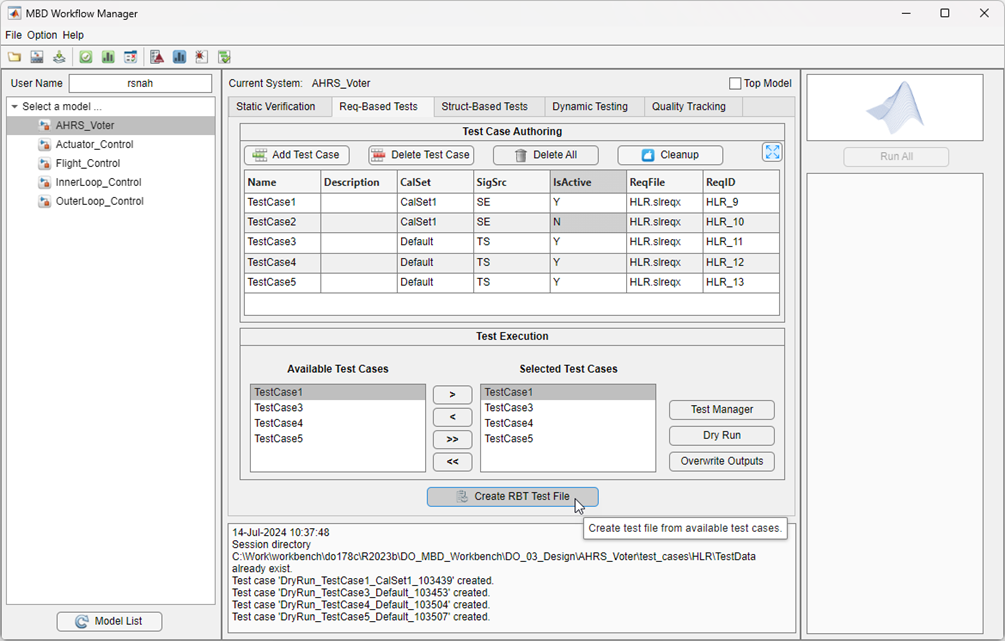 MBD Workflow Manager
File Option Help
User Name rsnah
Select a model ...
AHRS_Voter
Actuator_Control
Flight_Control
InnerLoop_Control
OuterLoop_Control
Model List
Current System: AHRS_Voter Top Model
Static Verification Req-Based Tests Struct-Based Tests Dynamic Testing Quality Tracking
Test Case Authoring
Add Test Case Delete Test Case Delete All Cleanup
Name Description CalSet SigSrc IsActive ReqFile ReqID
TestCase1 CalSet1 SE Y HLR.slreqx HLR_9
TestCase2 CalSet1 SE N HLR.slreqx HLR_10
TestCase3 Default TS Y HLR.slreqx HLR_11
TestCase4 Default TS Y HLR.slreqx HLR_12
TestCase5 Default TS Y HLR.slreqx HLR_13
Test Execution
Available Test Cases
TestCase1
TestCase3
TestCase4
TestCase5
>
<
>>
<<
Selected Test Cases
TestCase1
TestCase3
TestCase4
TestCase5
Test Manager
Dry Run
Overwrite Outputs
Create RBT Test File
Create test file from available test cases.
14-Jul-2024 10:37:48
Session directory
C:\Work\workbench\do178c\R2023b\DO_MBD_Workbench\DO_03_Design\AHRS_Voter\test_cases\HLR\TestData
already exist.
Test case 'DryRun_TestCase1_CalSet1_103439' created.
Test case 'DryRun_TestCase3_Default_103453' created.
Test case 'DryRun_TestCase4_Default_103504' created.
Test case 'DryRun_TestCase5_Default_103507' created.
Run All